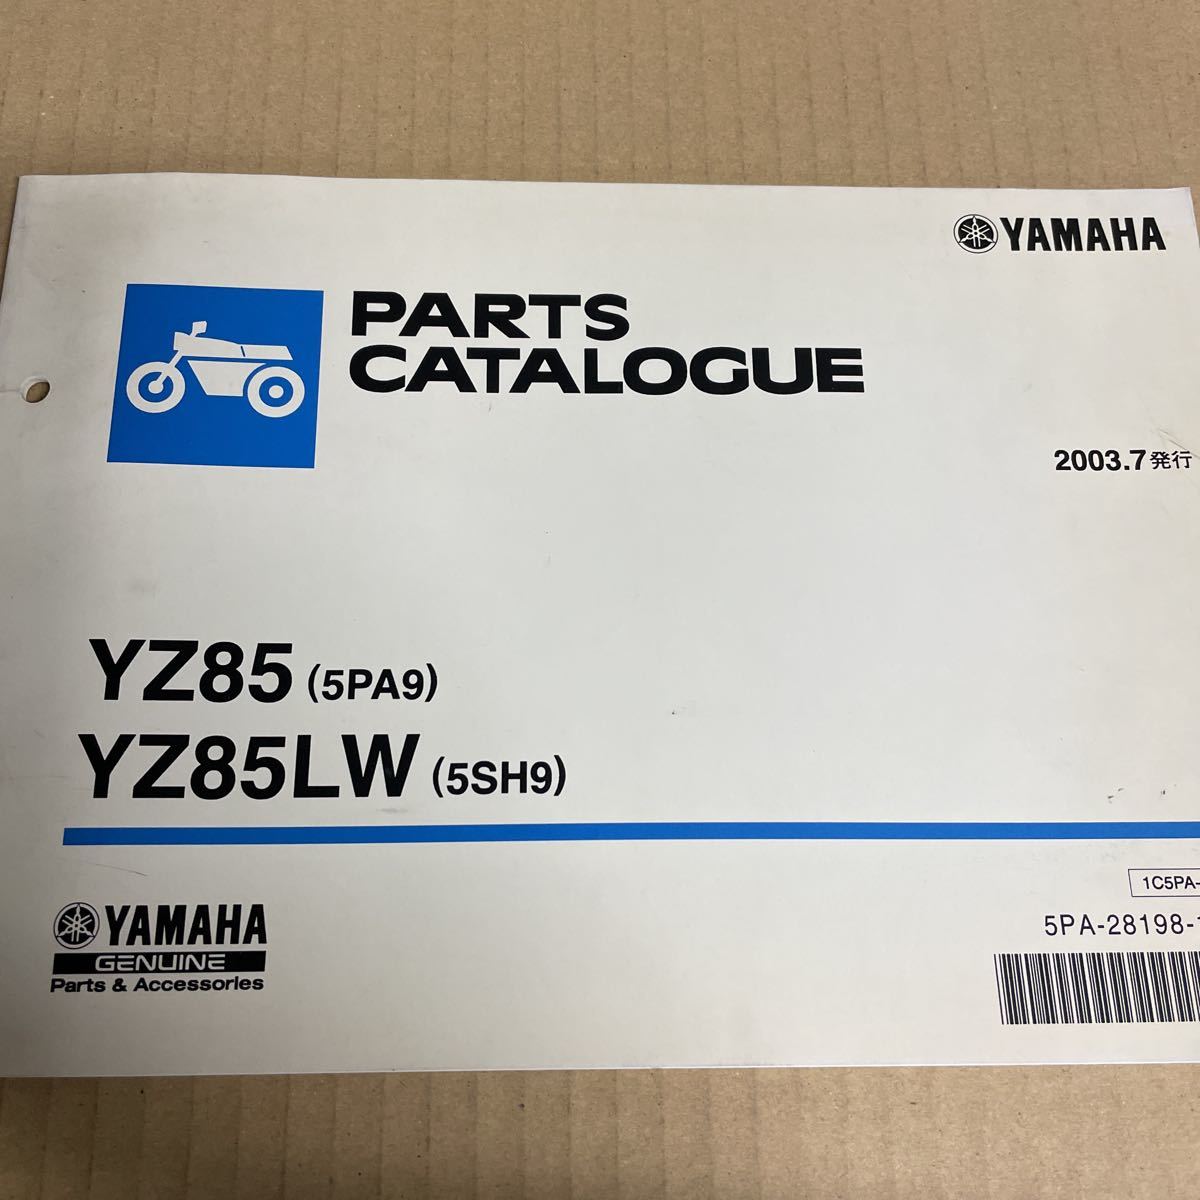 YAMAHA
PARTS
CATALOGUE
2003.7発行
YZ85 (5PA9)
YZ85LW (5SH9)
1C5PA-
5PA-28198-
YAMAHA
GENUINE
Parts & Accessories